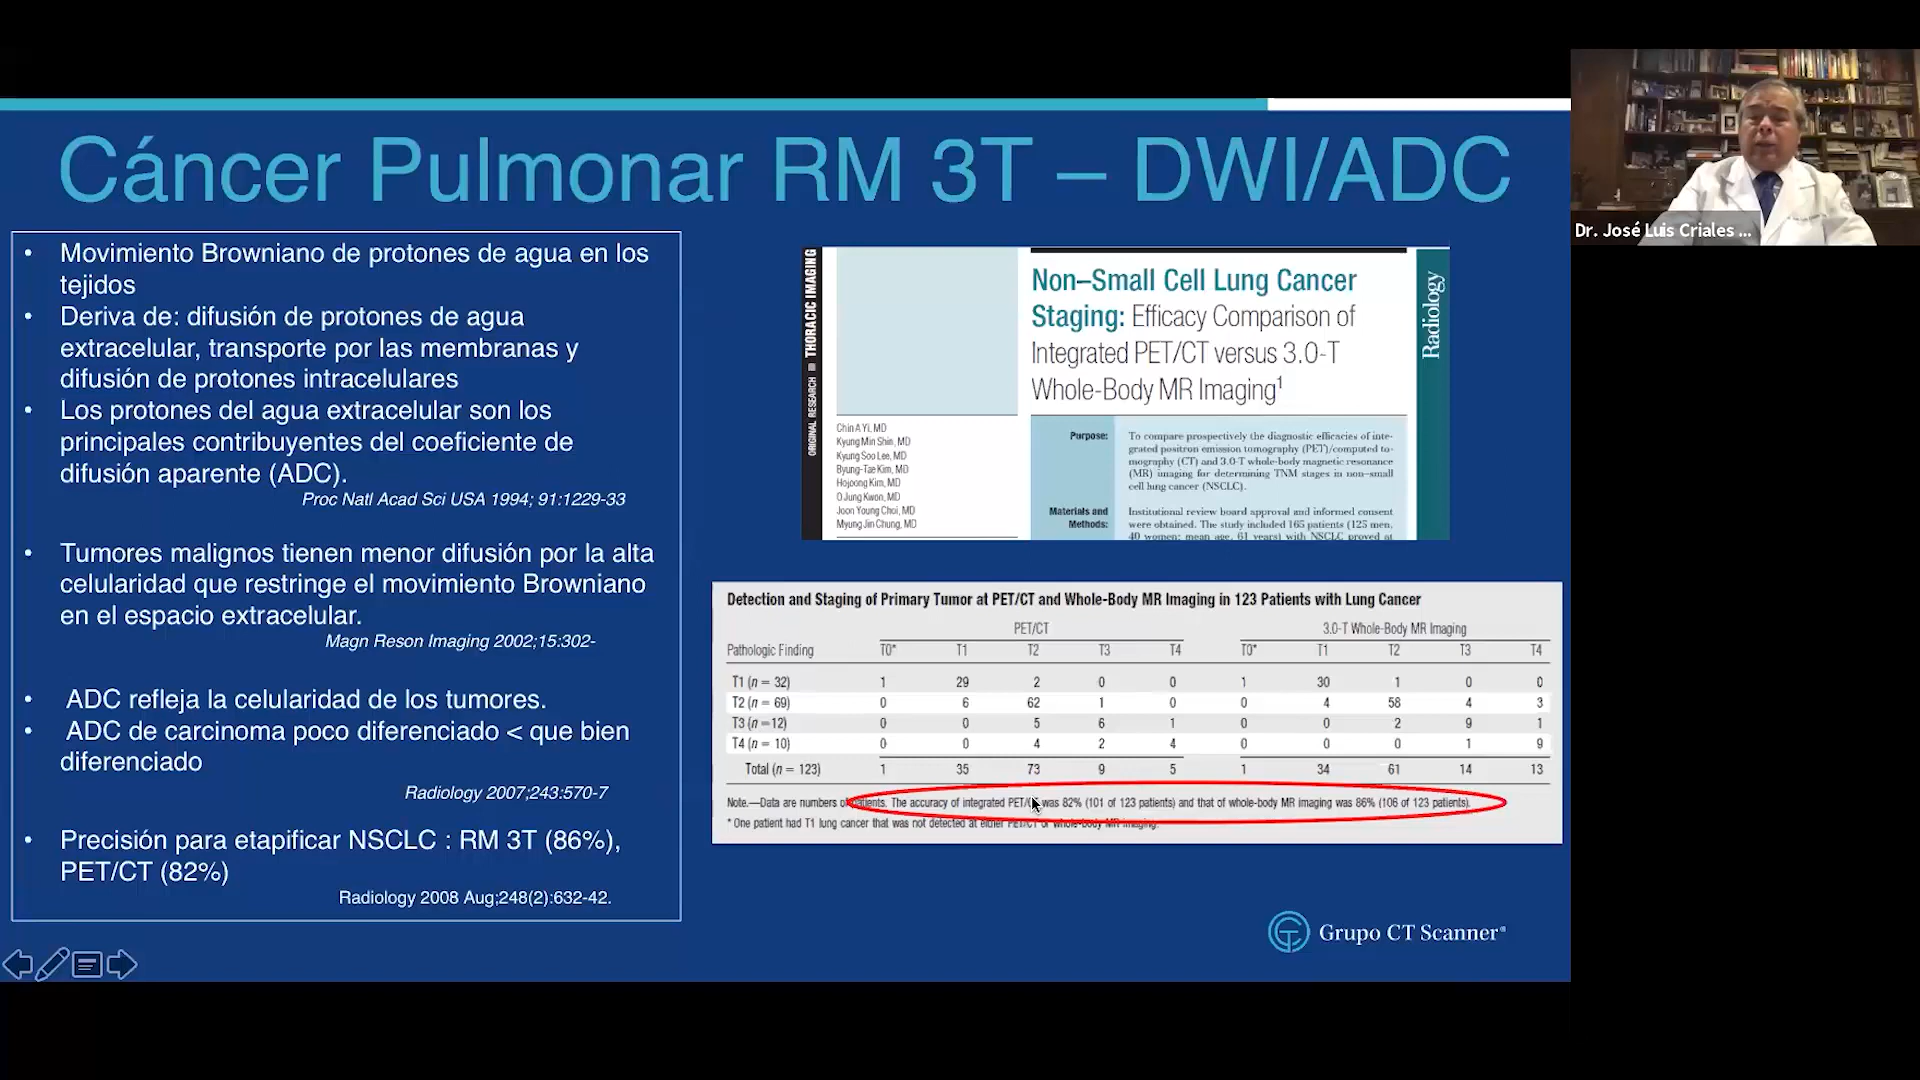 Cáncer Pulmonar RM 3T – DWI/ADC
• Movimiento Browniano de protones de agua en los
tejidos
• Deriva de: difusión de protones de agua
extracelular, transporte por las membranas y
difusión de protones intracelulares
• Los protones del agua extracelular son los
principales contribuyentes del coeficiente de
difusión aparente (ADC).
Proc Natl Acad Sci USA 1994; 91:1229-33
• Tumores malignos tienen menor difusión por la alta
celularidad que restringe el movimiento Browniano
en el espacio extracelular.
Magn Reson Imaging 2002;15:302-
• ADC refleja la celularidad de los tumores.
• ADC de carcinoma poco diferenciado < que bien
diferenciado
Radiology 2007;243:570-7
• Precisión para etapificar NSCLC : RM 3T (86%),
PET/CT (82%)
Radiology 2008 Aug;248(2):632-42.
ORIGINAL RESEARCH ■ THORACIC IMAGING
Non–Small Cell Lung Cancer
Staging: Efficacy Comparison of
Integrated PET/CT versus 3.0-T
Whole-Body MR Imaging¹
Radiology
Chin A Yi, MD
Kyung Min Shin, MD
Kyung Soo Lee, MD
Byung-Tae Kim, MD
Hojoong Kim, MD
O Jung Kwon, MD
Joon Young Choi, MD
Myung Jin Chung, MD
Purpose: To compare prospectively the diagnostic efficacies of inte-
grated positron emission tomography (PET)/computed to-
mography (CT) and 3.0-T whole-body magnetic resonance
(MR) imaging for determining TNM stages in non–small
cell lung cancer (NSCLC).
Materials and Institutional review board approval and informed consent
Methods: were obtained. The study included 165 patients (125 men,
40 women; mean age, 61 years) with NSCLC proved at
Detection and Staging of Primary Tumor at PET/CT and Whole-Body MR Imaging in 123 Patients with Lung Cancer
PET/CT 3.0-T Whole-Body MR Imaging
Pathologic Finding T0* T1 T2 T3 T4 T0* T1 T2 T3 T4
T1 (n = 32) 1 29 2 0 0 1 30 1 0 0
T2 (n = 69) 0 6 62 1 0 0 4 58 4 3
T3 (n =12) 0 0 5 6 1 0 0 2 9 1
T4 (n = 10) 0 0 4 2 4 0 0 0 1 9
Total (n = 123) 1 35 73 9 5 1 34 61 14 13
Note.—Data are numbers of patients. The accuracy of integrated PET/CT was 82% (101 of 123 patients) and that of whole-body MR imaging was 86% (106 of 123 patients).
* One patient had T1 lung cancer that was not detected at either PET/CT or whole-body MR imaging.
Grupo CT Scanner®
Dr. José Luis Criales ...